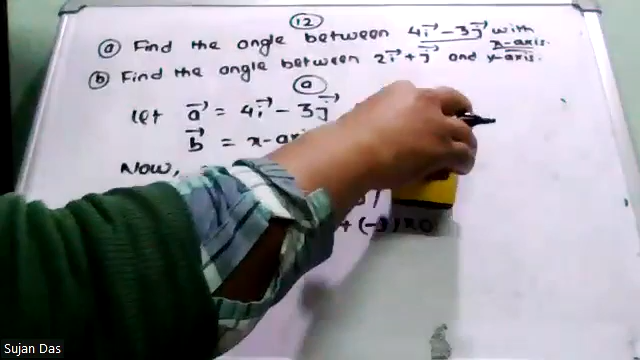 12
(a) Find the angle between 4i⃗ - 3j⃗ with x-axis.
(b) Find the angle between 2i⃗ + j⃗ and y-axis.
(a)
let a⃗ = 4i⃗ - 3j⃗
b⃗ = x-axi
Now,
+ (-3) × 0
Sujan Das